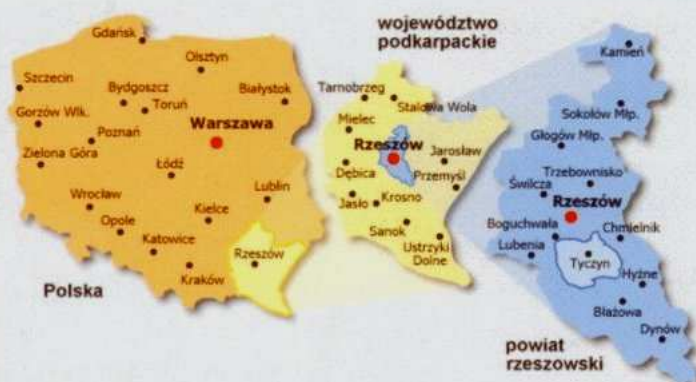 Gdańsk
Olsztyn
Szczecin
Bydgoszcz
Białystok
Toruń
Gorzów Wlk.
Poznań
Warszawa
Zielona Góra
Łódź
Wrocław
Lublin
Opole
Kielce
Katowice
Rzeszów
Kraków
Polska
województwo
podkarpackie
Tarnobrzeg
Stalowa Wola
Mielec
Rzeszów
Jarosław
Dębica
Przemyśl
Jasło
Krosno
Sanok
Ustrzyki
Dolne
Kamień
Sokołów Młp.
Głogów Młp.
Trzebownisko
Świlcza
Rzeszów
Boguchwała
Chmielnik
Lubenia
Tyczyn
Hyżne
Błażowa
Dynów
powiat
rzeszowski